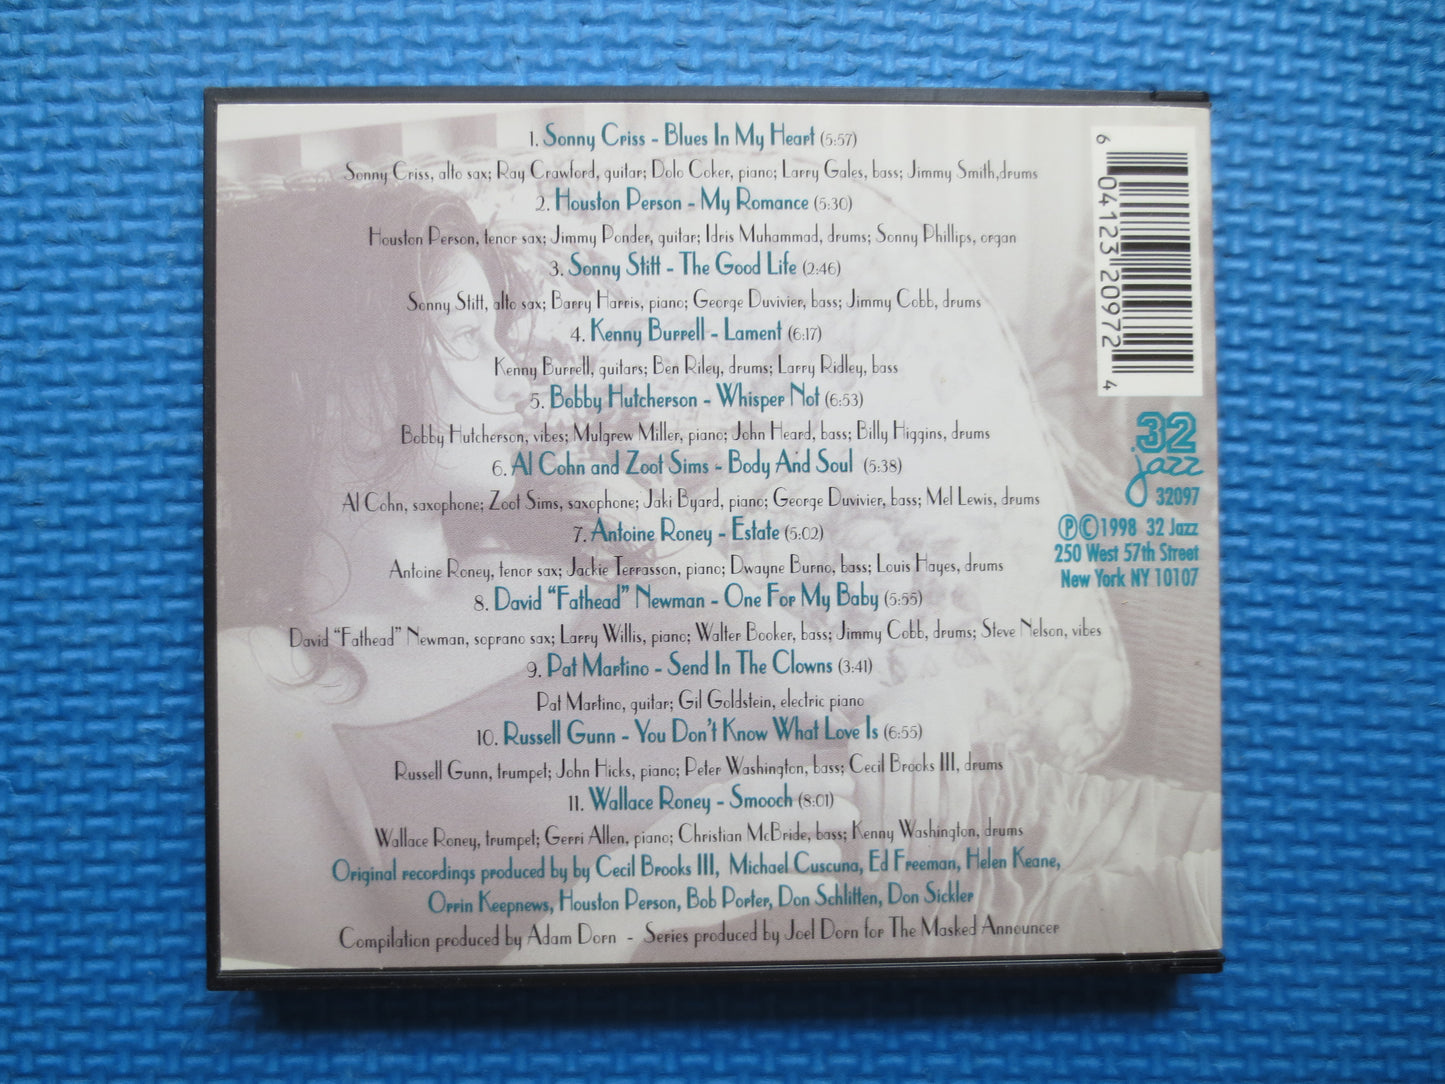 1. Sonny Criss - Blues In My Heart (5:57)
Sonny Criss, alto sax; Ray Crawford, guitar; Dolo Coker, piano; Larry Gales, bass; Jimmy Smith,drums
2. Houston Person - My Romance (5:30)
Houston Person, tenor sax; Jimmy Ponder, guitar; Idris Muhammad, drums; Sonny Phillips, organ
3. Sonny Stitt - The Good Life (2:46)
Sonny Stitt, alto sax; Barry Harris, piano; George Duvivier, bass; Jimmy Cobb, drums
4. Kenny Burrell - Lament (6:17)
Kenny Burrell, guitars; Ben Riley, drums; Larry Ridley, bass
5. Bobby Hutcherson - Whisper Not (6:53)
Bobby Hutcherson, vibes; Mulgrew Miller, piano; John Heard, bass; Billy Higgins, drums
6. Al Cohn and Zoot Sims - Body And Soul (5:38)
Al Cohn, saxophone; Zoot Sims, saxophone; Jaki Byard, piano; George Duvivier, bass; Mel Lewis, drums
7. Antoine Roney - Estate (5:02)
Antoine Roney, tenor sax; Jackie Terrasson, piano; Dwayne Burno, bass; Louis Hayes, drums
8. David "Fathead" Newman - One For My Baby (5:55)
David "Fathead" Newman, soprano sax; Larry Willis, piano; Walter Booker, bass; Jimmy Cobb, drums; Steve Nelson, vibes
9. Pat Martino - Send In The Clowns (3:41)
Pat Martino, guitar; Gil Goldstein, electric piano
10. Russell Gunn - You Don't Know What Love Is (6:55)
Russell Gunn, trumpet; John Hicks, piano; Peter Washington, bass; Cecil Brooks III, drums
11. Wallace Roney - Smooch (8:01)
Wallace Roney, trumpet; Gerri Allen, piano; Christian McBride, bass; Kenny Washington, drums
Original recordings produced by by Cecil Brooks III, Michael Cuscuna, Ed Freeman, Helen Keane,
Orrin Keepnews, Houston Person, Bob Porter, Don Schlitten, Don Sickler
Compilation produced by Adam Dorn - Series produced by Joel Dorn for The Masked Announcer
6 04123 20972 4
32
jazz
32097
ⓅⒸ1998 32 Jazz
250 West 57th Street
New York NY 10107